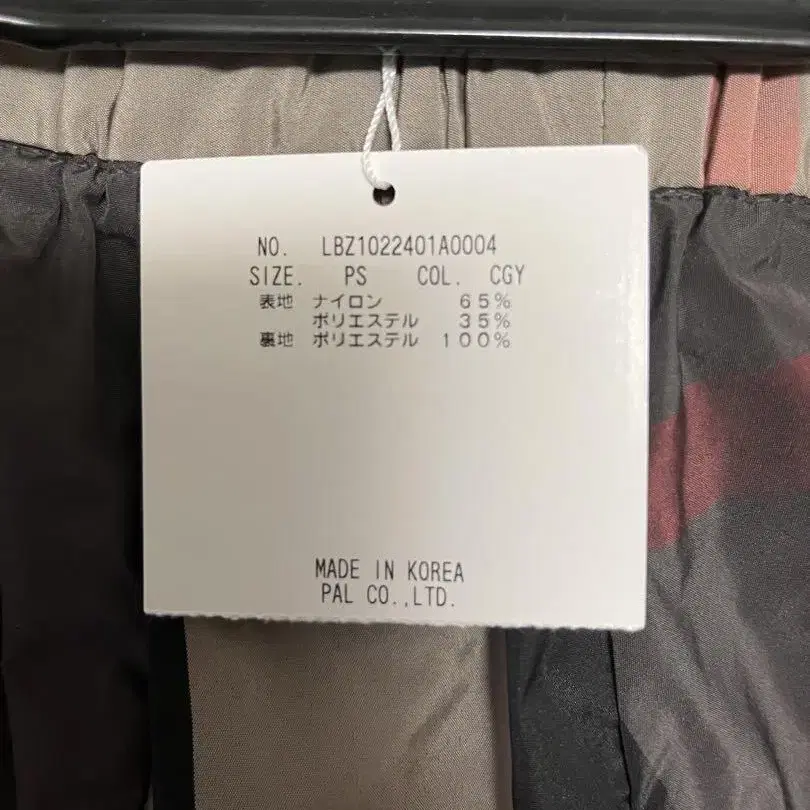 NO. LBZ1022401A0004
SIZE. PS COL. CGY
表地 ナイロン 65%
ポリエステル 35%
裏地 ポリエステル 100%
MADE IN KOREA
PAL CO.,LTD.